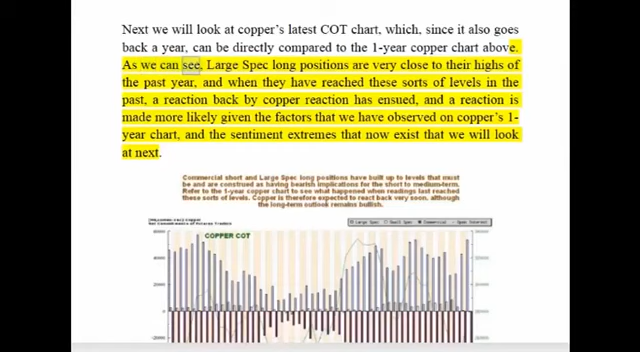 Next we will look at copper's latest COT chart, which, since it also goes
back a year, can be directly compared to the 1-year copper chart above.
As we can see, Large Spec long positions are very close to their highs of
the past year, and when they have reached these sorts of levels in the
past, a reaction back by copper reaction has ensued, and a reaction is
made more likely given the factors that we have observed on copper's 1-
year chart, and the sentiment extremes that now exist that we will look
at next.
Commercial short and Large Spec long positions have built up to levels that must
be and are construed as having bearish implications for the short to medium-term.
Refer to the 1-year copper chart to see what happened when readings last reached
these sorts of levels. Copper is therefore expected to react back very soon, although
the long-term outlook remains bullish.
Large Spec Small Spec Commercial Open Interest
COPPER COT